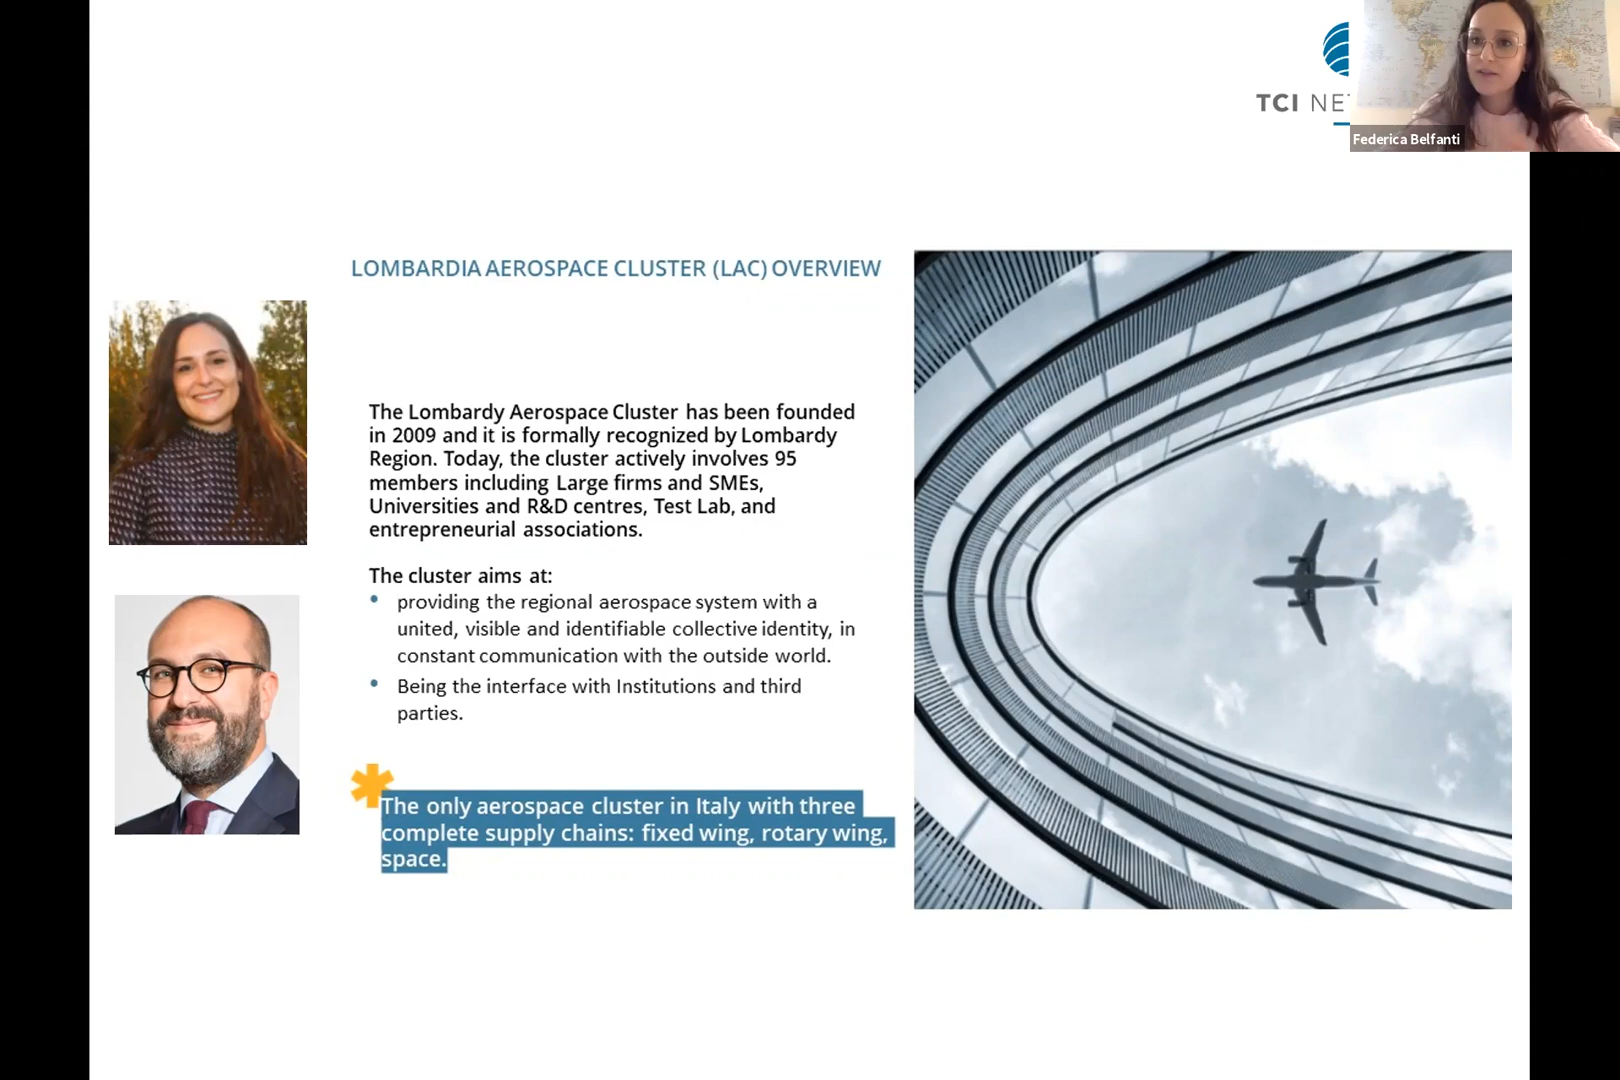 TCI NE
Federica Belfanti
LOMBARDIA AEROSPACE CLUSTER (LAC) OVERVIEW
The Lombardy Aerospace Cluster has been founded
in 2009 and it is formally recognized by Lombardy
Region. Today, the cluster actively involves 95
members including Large firms and SMEs,
Universities and R&D centres, Test Lab, and
entrepreneurial associations.
The cluster aims at:
• providing the regional aerospace system with a
united, visible and identifiable collective identity, in
constant communication with the outside world.
• Being the interface with Institutions and third
parties.
The only aerospace cluster in Italy with three
complete supply chains: fixed wing, rotary wing,
space.